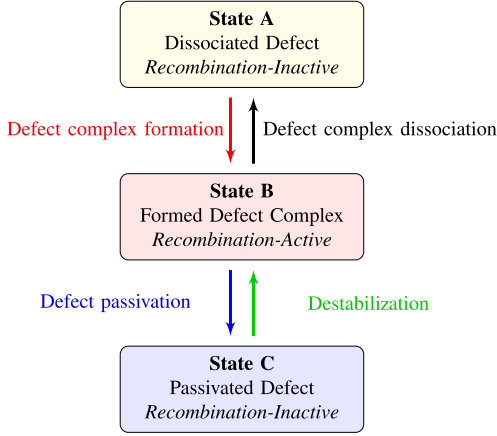 State A
Dissociated Defect
Recombination-Inactive
Defect complex formation
Defect complex dissociation
State B
Formed Defect Complex
Recombination-Active
Defect passivation
Destabilization
State C
Passivated Defect
Recombination-Inactive